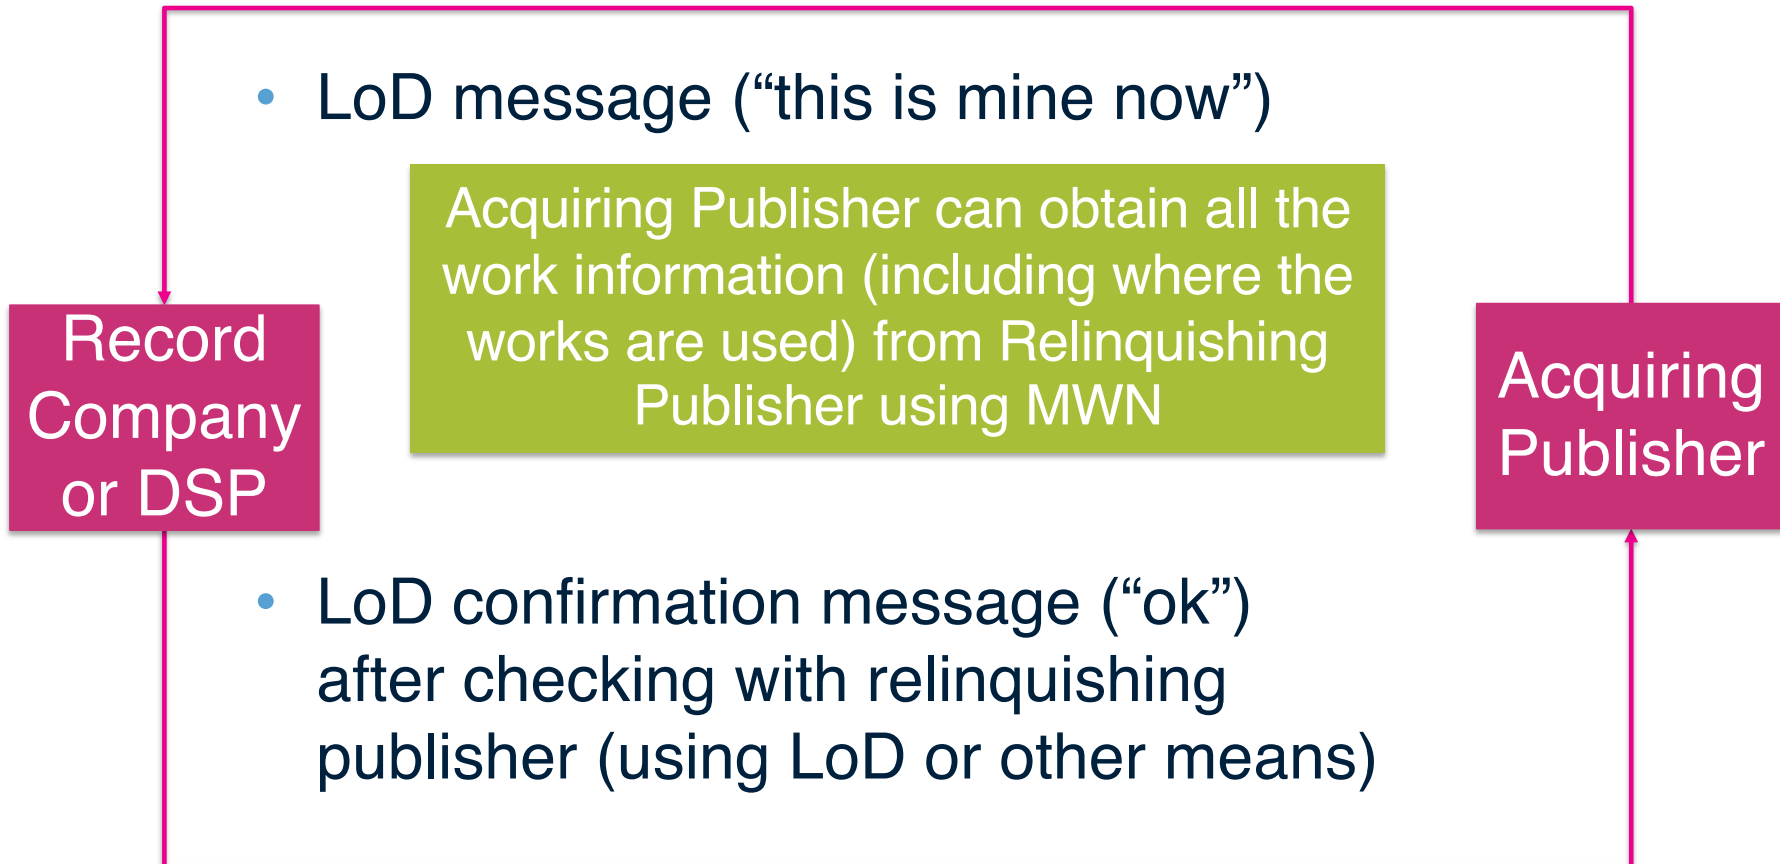 • LoD message (“this is mine now”)
Acquiring Publisher can obtain all the
work information (including where the
works are used) from Relinquishing
Publisher using MWN
Record
Company
or DSP
Acquiring
Publisher
• LoD confirmation message (“ok”)
after checking with relinquishing
publisher (using LoD or other means)